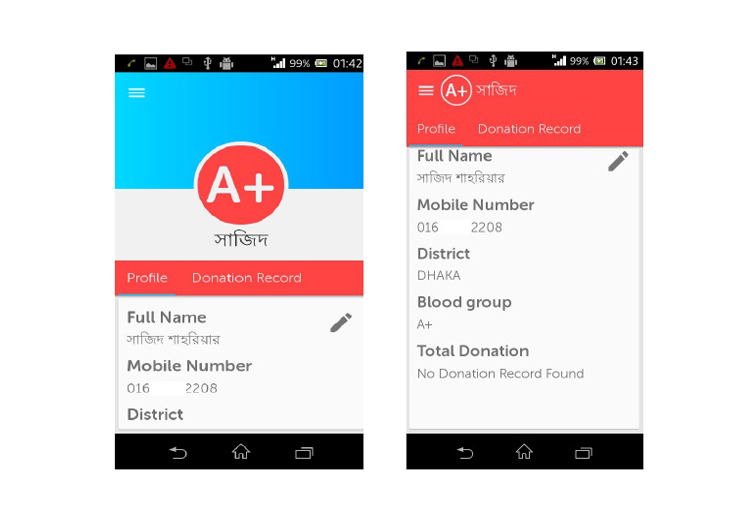 99% 01:42
A+
সাজিদ
Profile Donation Record
Full Name
সাজিদ শাহরিয়ার
Mobile Number
016 2208
District
99% 01:43
A+ সাজিদ
Profile Donation Record
Full Name
সাজিদ শাহরিয়ার
Mobile Number
016 2208
District
DHAKA
Blood group
A+
Total Donation
No Donation Record Found